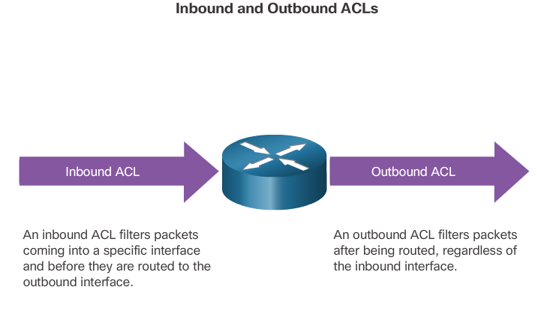 Inbound and Outbound ACLs
Inbound ACL
Outbound ACL
An inbound ACL filters packets
coming into a specific interface
and before they are routed to the
outbound interface.
An outbound ACL filters packets
after being routed, regardless of
the inbound interface.